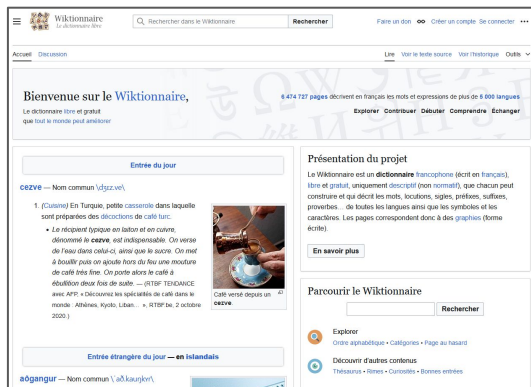 Wiktionnaire
Le dictionnaire libre
Rechercher dans le Wiktionnaire
Rechercher
Faire un don
Créer un compte
Se connecter
Accueil
Discussion
Lire
Voir le texte source
Voir l'historique
Outils
Bienvenue sur le Wiktionnaire,
Le dictionnaire libre et gratuit
que tout le monde peut améliorer
6 474 727 pages décrivent en français les mots et expressions de plus de 5 000 langues
Explorer Contribuer Débuter Comprendre Échanger
Entrée du jour
cezve — Nom commun \dʒɛz.ve\
1. (Cuisine) En Turquie, petite casserole dans laquelle
sont préparées des décoctions de café turc.
• Le récipient typique en laiton et en cuivre,
dénommé le cezve, est indispensable. On verse
de l'eau dans celui-ci, ainsi que le sucre. On met
à bouillir puis on ajoute hors du feu une mouture
de café très fine. On porte alors le café à
ébullition deux fois de suite. — (RTBF TENDANCE
avec AFP, « Découvrez les spécialités de café dans le
monde : Athènes, Kyoto, Liban... », RTBF.be, 2 octobre
2020.)
Café versé depuis un
cezve.
Entrée étrangère du jour — en islandais
aðgangur — Nom commun
Présentation du projet
Le Wiktionnaire est un dictionnaire francophone (écrit en français),
libre et gratuit, uniquement descriptif (non normatif), que chacun peut
construire et qui décrit les mots, locutions, sigles, préfixes, suffixes,
proverbes... de toutes les langues ainsi que les symboles et les
caractères. Les pages correspondent donc à des graphies (forme
écrite).
En savoir plus
Parcourir le Wiktionnaire
Rechercher
Explorer
Ordre alphabétique • Catégories • Page au hasard
Découvrir d'autres contenus
Thésaurus • Rimes • Curiosités • Bonnes entrées